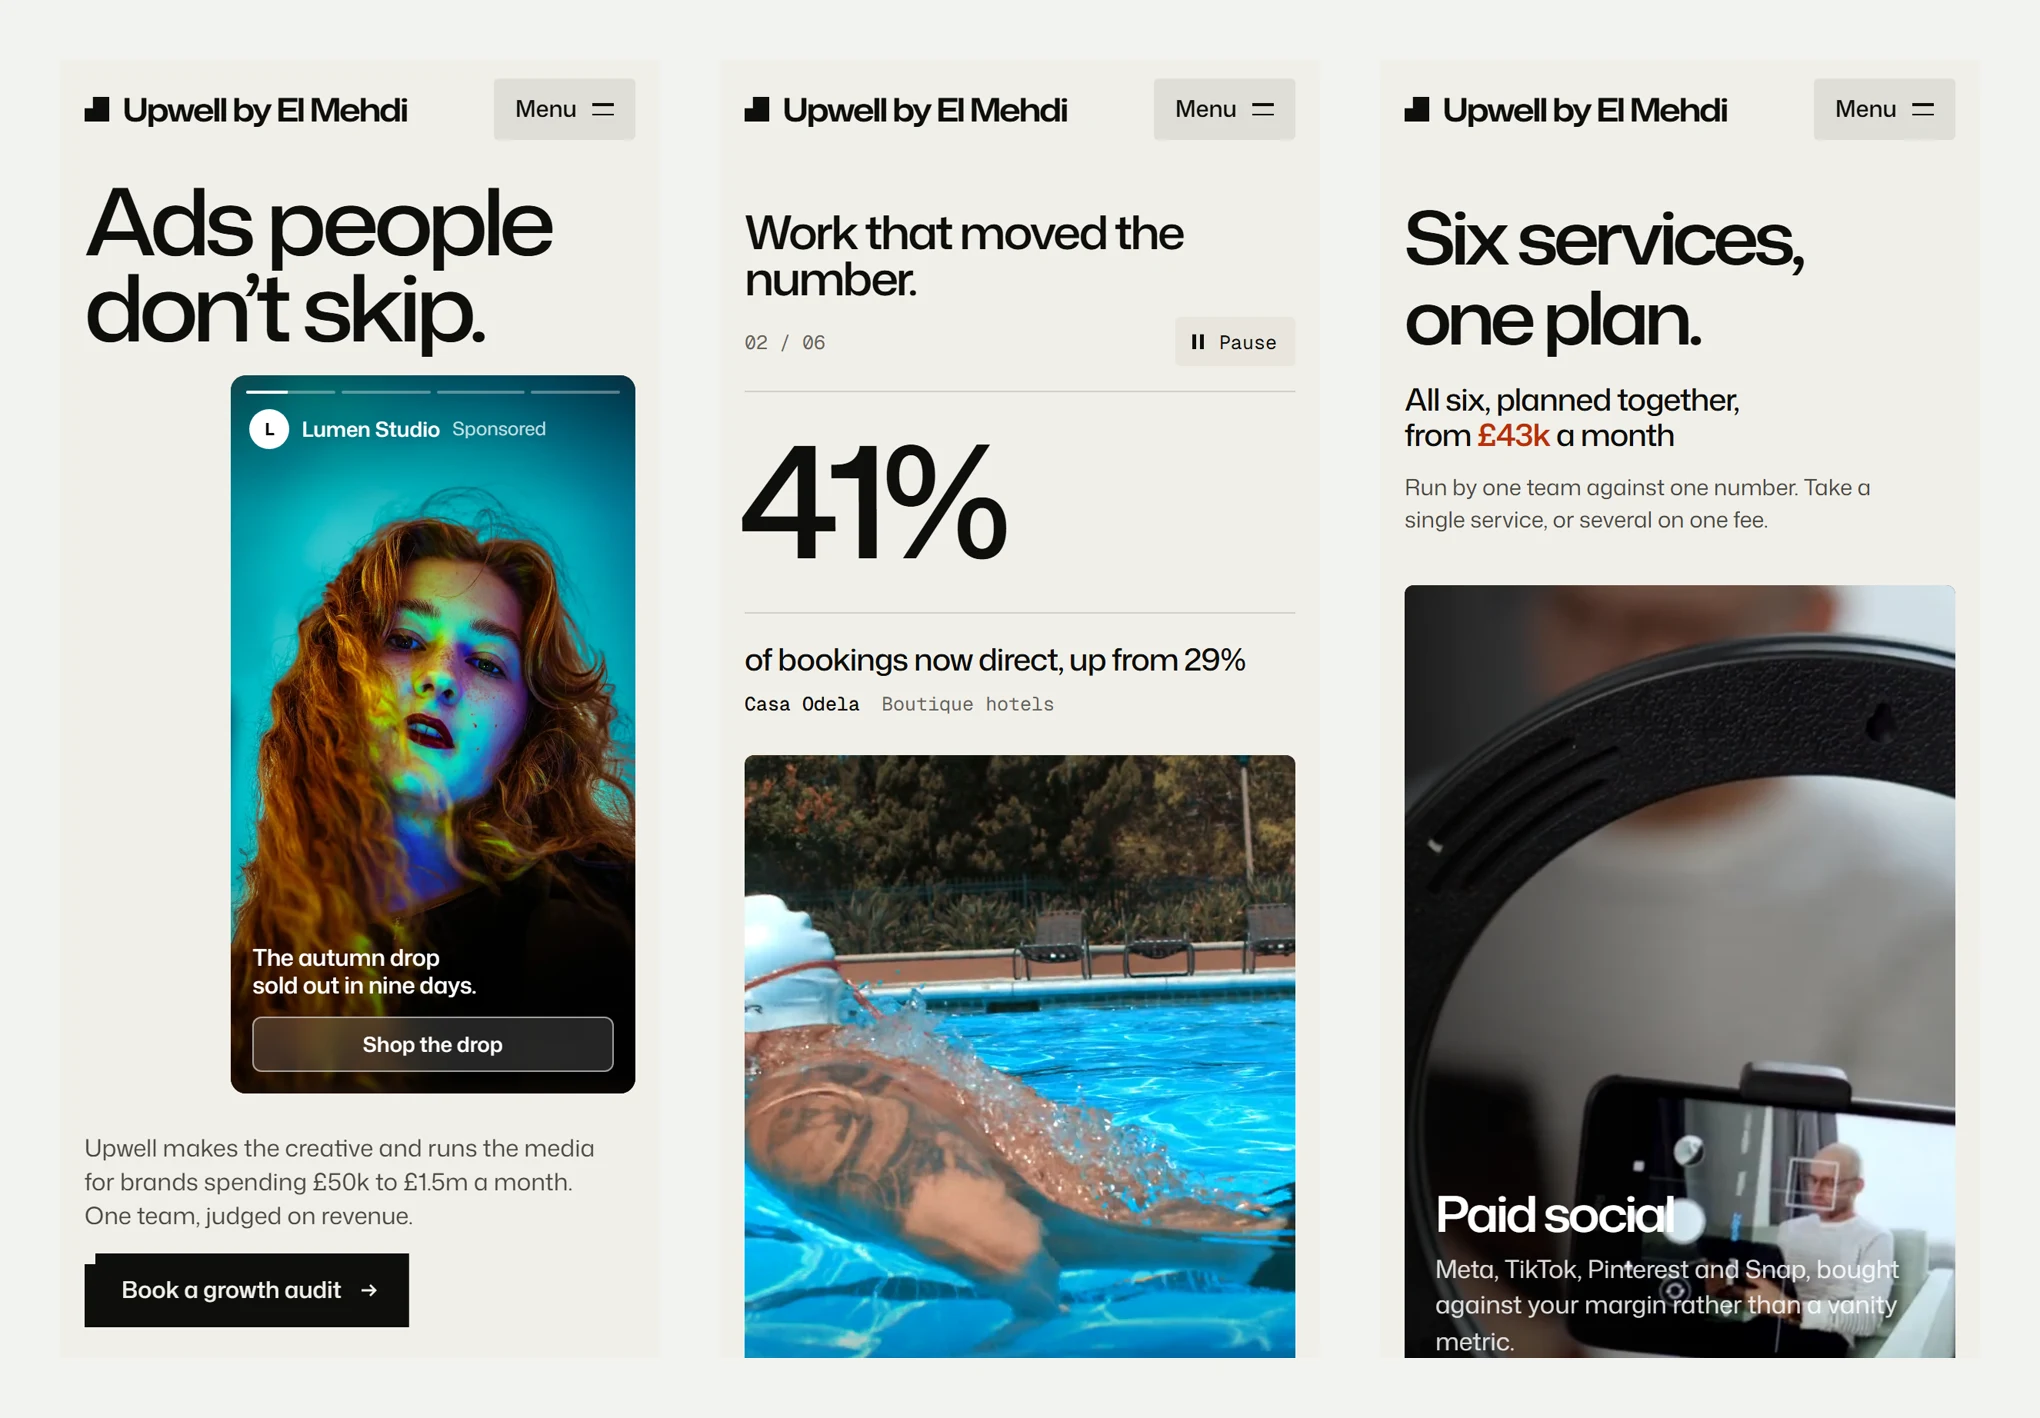 Upwell by El Mehdi
Menu
Ads people
don’t skip.
L
Lumen Studio Sponsored
The autumn drop
sold out in nine days.
Shop the drop
Upwell makes the creative and runs the media
for brands spending £50k to £1.5m a month.
One team, judged on revenue.
Book a growth audit →
Upwell by El Mehdi
Menu
Work that moved the
number.
02 / 06
Pause
41%
of bookings now direct, up from 29%
Casa Odela Boutique hotels
Upwell by El Mehdi
Menu
Six services,
one plan.
All six, planned together,
from £43k a month
Run by one team against one number. Take a
single service, or several on one fee.
Paid social
Meta, TikTok, Pinterest and Snap, bought
against your margin rather than a vanity
metric.